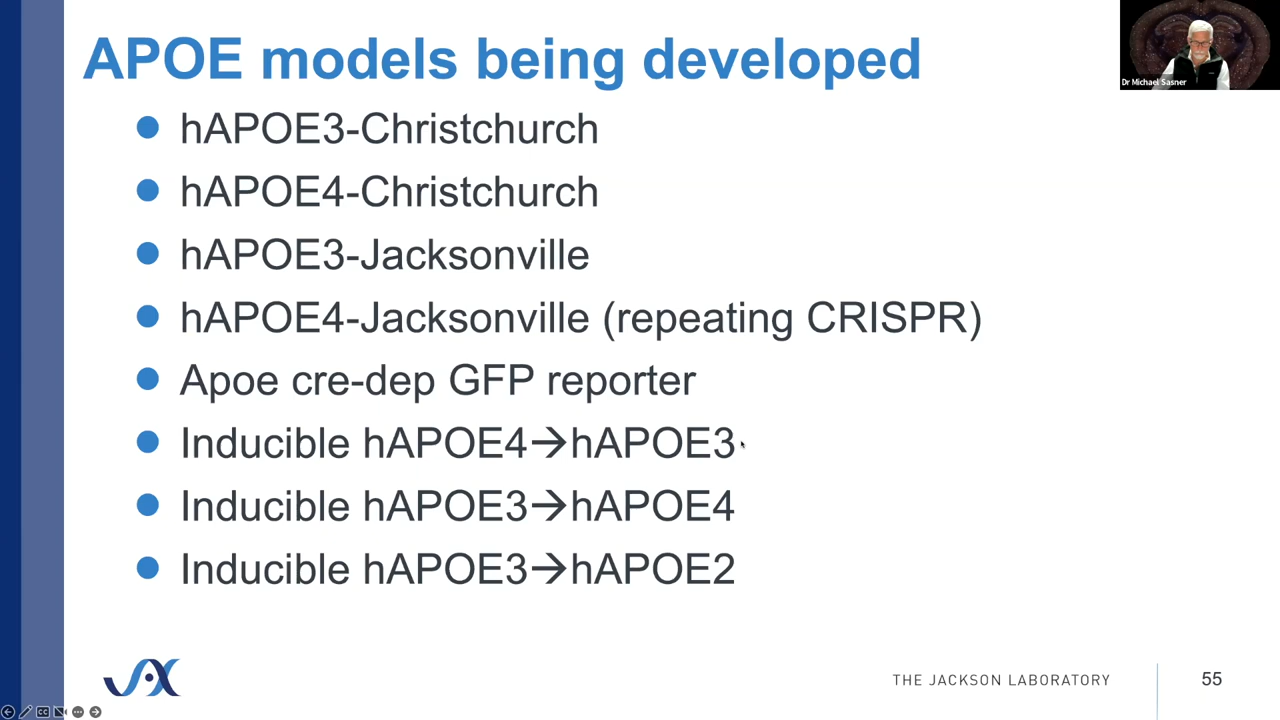 APOE models being developed
Dr Michael Sasner
hAPOE3-Christchurch
hAPOE4-Christchurch
hAPOE3-Jacksonville
hAPOE4-Jacksonville (repeating CRISPR)
Apoe cre-dep GFP reporter
Inducible hAPOE4→hAPOE3
Inducible hAPOE3→hAPOE4
Inducible hAPOE3→hAPOE2
JAX
THE JACKSON LABORATORY
55